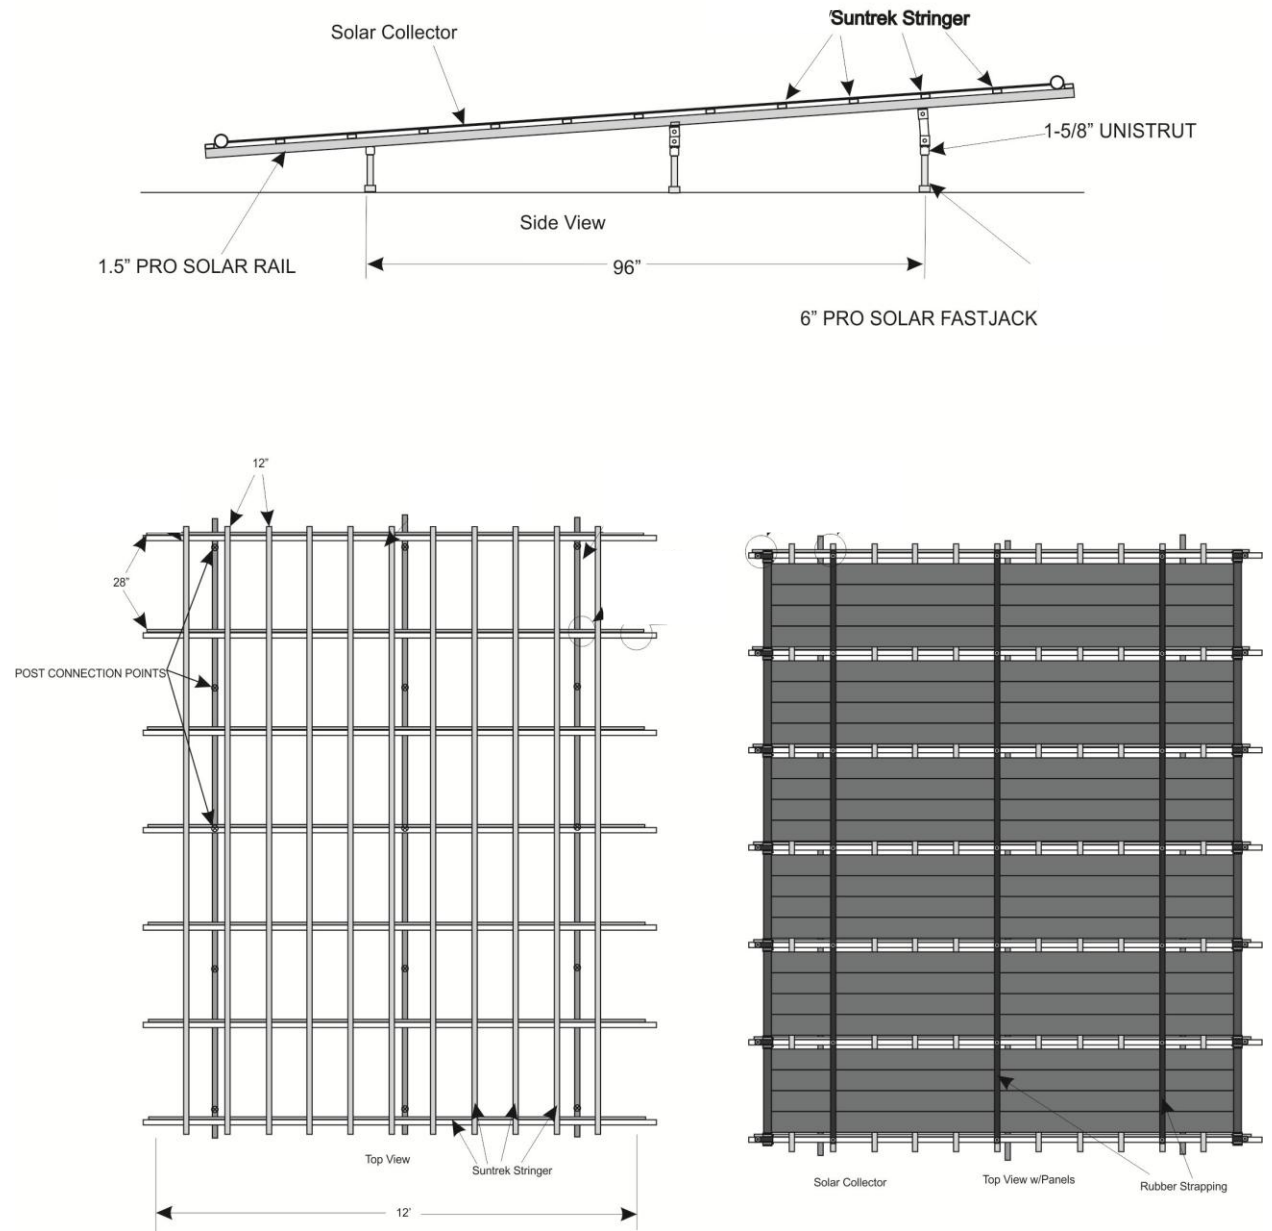 Solar Collector
Suntrek Stringer
1-5/8” UNISTRUT
Side View
1.5” PRO SOLAR RAIL
96”
6” PRO SOLAR FASTJACK
12”
28”
POST CONNECTION POINTS
Top View
Suntrek Stringer
12’
Solar Collector
Top View w/Panels
Rubber Strapping